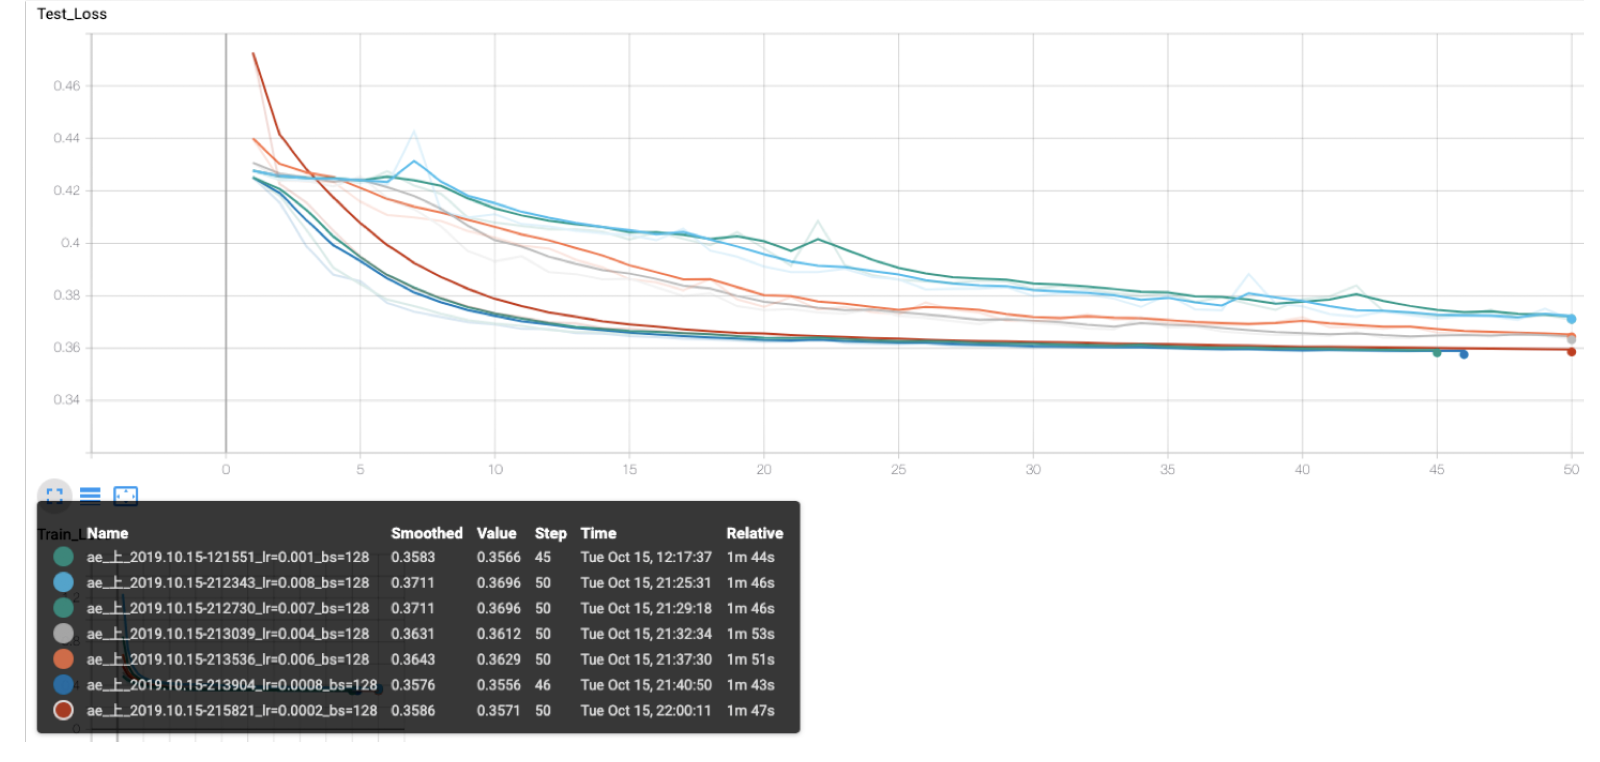 Test_Loss
0.46
0.44
0.42
0.4
0.38
0.36
0.34
0 5 10 15 20 25 30 35 40 45 50
Name Smoothed Value Step Time Relative
ae_上_2019.10.15-121551_lr=0.001_bs=128 0.3583 0.3566 45 Tue Oct 15, 12:17:37 1m 44s
ae_上_2019.10.15-212343_lr=0.008_bs=128 0.3711 0.3696 50 Tue Oct 15, 21:25:31 1m 46s
ae_上_2019.10.15-212730_lr=0.007_bs=128 0.3711 0.3696 50 Tue Oct 15, 21:29:18 1m 46s
ae_上_2019.10.15-213039_lr=0.004_bs=128 0.3631 0.3612 50 Tue Oct 15, 21:32:34 1m 53s
ae_上_2019.10.15-213536_lr=0.006_bs=128 0.3643 0.3629 50 Tue Oct 15, 21:37:30 1m 51s
ae_上_2019.10.15-213904_lr=0.0008_bs=128 0.3576 0.3556 46 Tue Oct 15, 21:40:50 1m 43s
ae_上_2019.10.15-215821_lr=0.0002_bs=128 0.3586 0.3571 50 Tue Oct 15, 22:00:11 1m 47s